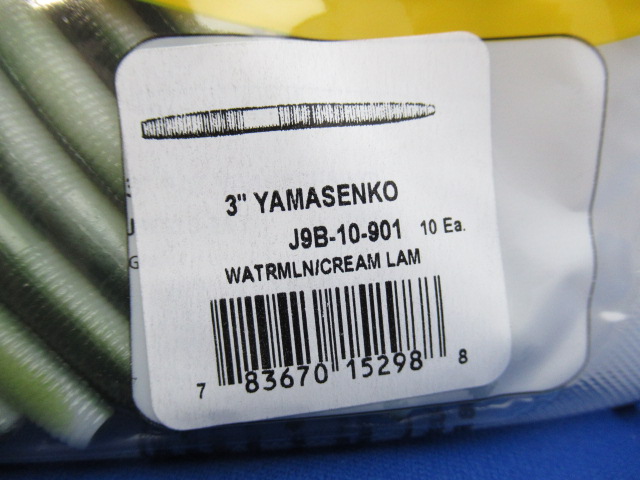 3" YAMASENKO
J9B-10-901 10 Ea.
WATRMLN/CREAM LAM
7 83670 15298 8